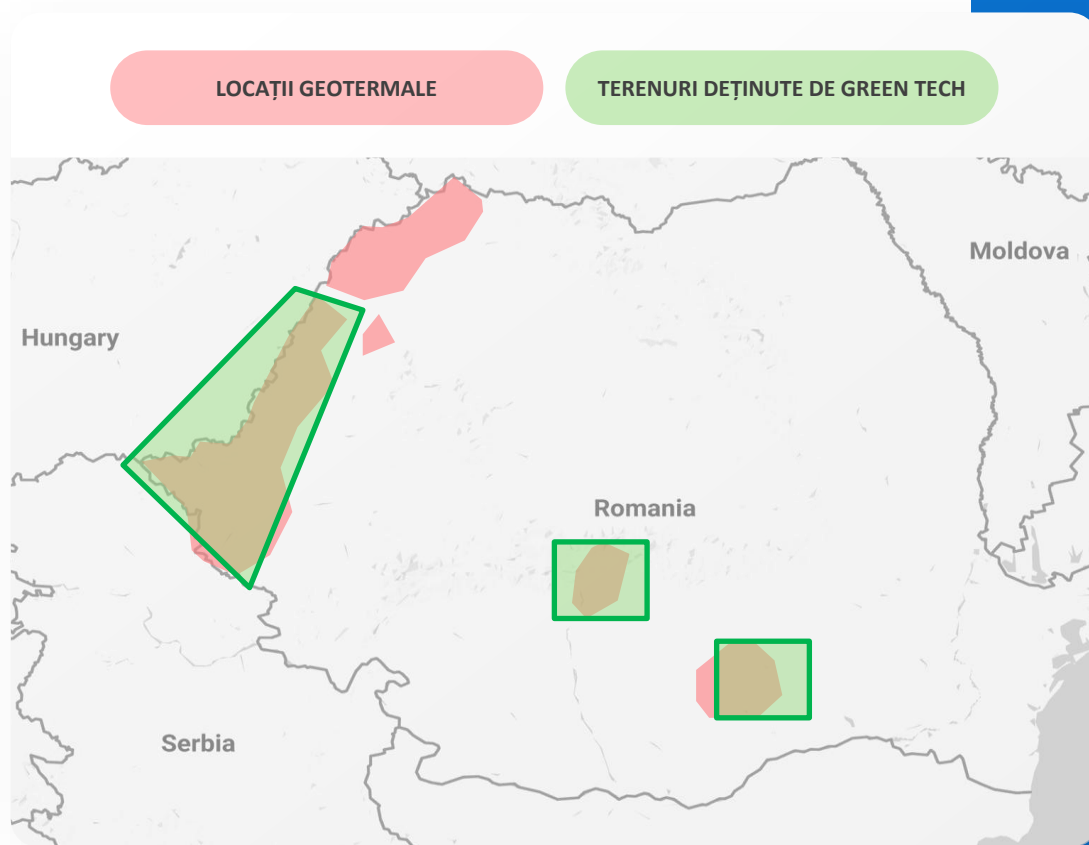 LOCAȚII GEOTERMALE
TERENURI DEȚINUTE DE GREEN TECH
Moldova
Hungary
Romania
Serbia